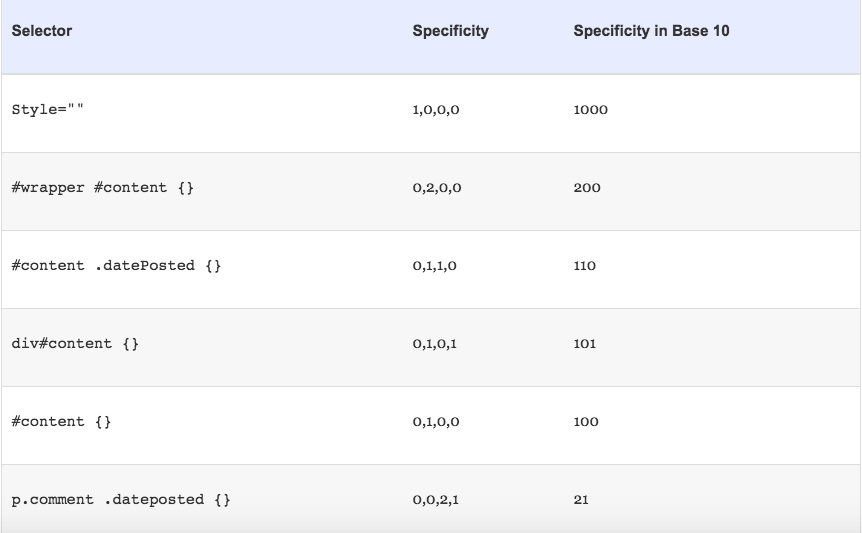 Selector Specificity Specificity in Base 10
Style="" 1,0,0,0 1000
#wrapper #content {} 0,2,0,0 200
#content .datePosted {} 0,1,1,0 110
div#content {} 0,1,0,1 101
#content {} 0,1,0,0 100
p.comment .dateposted {} 0,0,2,1 21